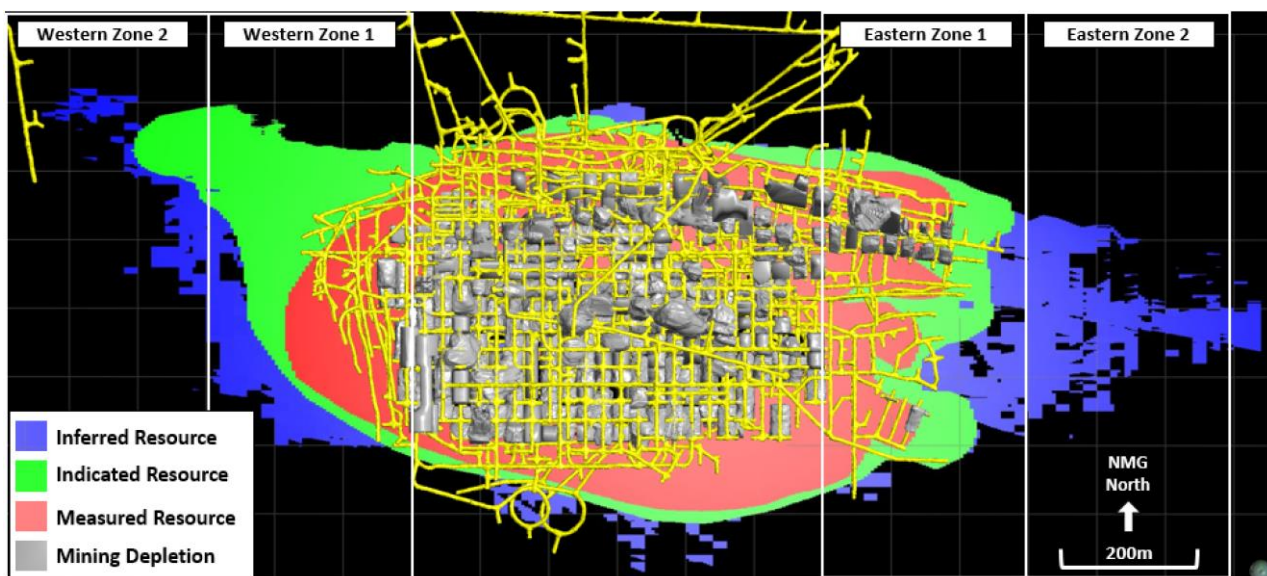 Western Zone 2
Western Zone 1
Eastern Zone 1
Eastern Zone 2
Inferred Resource
Indicated Resource
Measured Resource
Mining Depletion
NMG
North
200m